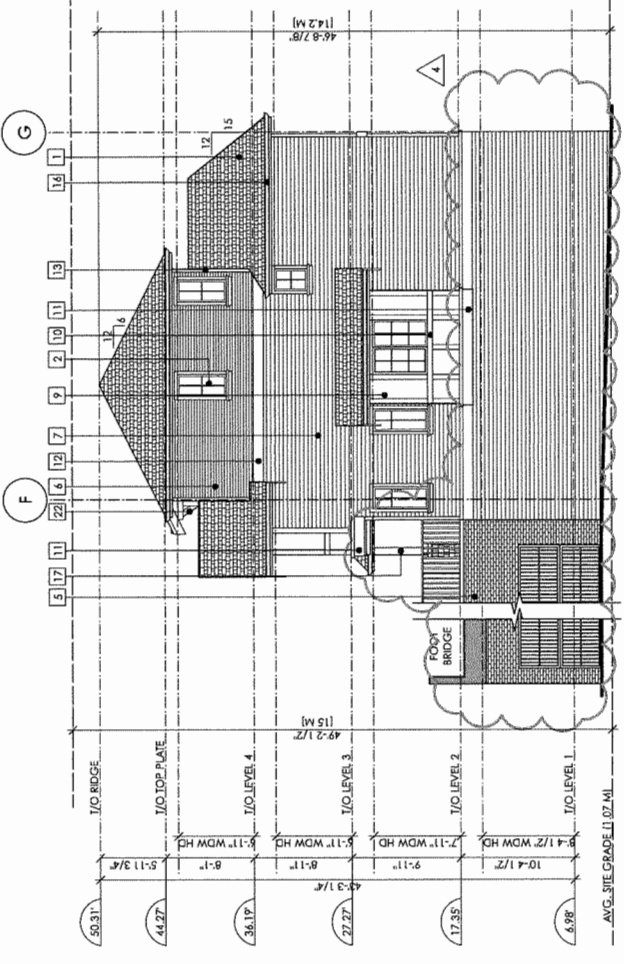 46'-8 7/8"
[14.2 M]
4
G
F
1
16
13
11
10
2
9
7
12
6
22
11
17
5
12
15
12
6
FOOT
BRIDGE
49'-2 1/2"
[15 M]
T/O RIDGE
T/O TOP PLATE
T/O LEVEL 4
T/O LEVEL 3
T/O LEVEL 2
T/O LEVEL 1
AVG. SITE GRADE [1.07 M]
6'-11" WDW HD
6'-11" WDW HD
7'-11" WDW HD
8'-4 1/2" WDW HD
5'-11 3/4"
8'-1"
8'-11"
9'-11"
10'-4 1/2"
43'-3 1/4"
50.31'
44.27'
36.19'
27.27'
17.35'
6.98'